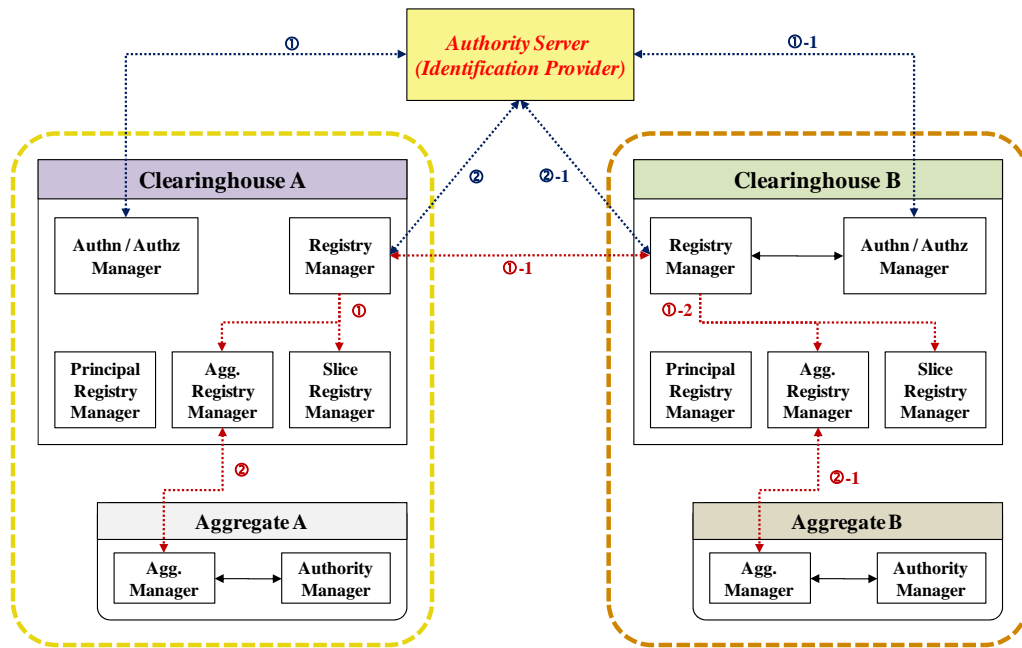 ①
Authority Server
(Identification Provider)
①-1
②
②-1
Clearinghouse A
Clearinghouse B
Authn / Authz
Manager
Registry
Manager
①-1
Registry
Manager
Authn / Authz
Manager
①
①-2
Principal
Registry
Manager
Agg.
Registry
Manager
Slice
Registry
Manager
Principal
Registry
Manager
Agg.
Registry
Manager
Slice
Registry
Manager
②
②-1
Aggregate A
Aggregate B
Agg.
Manager
Authority
Manager
Agg.
Manager
Authority
Manager